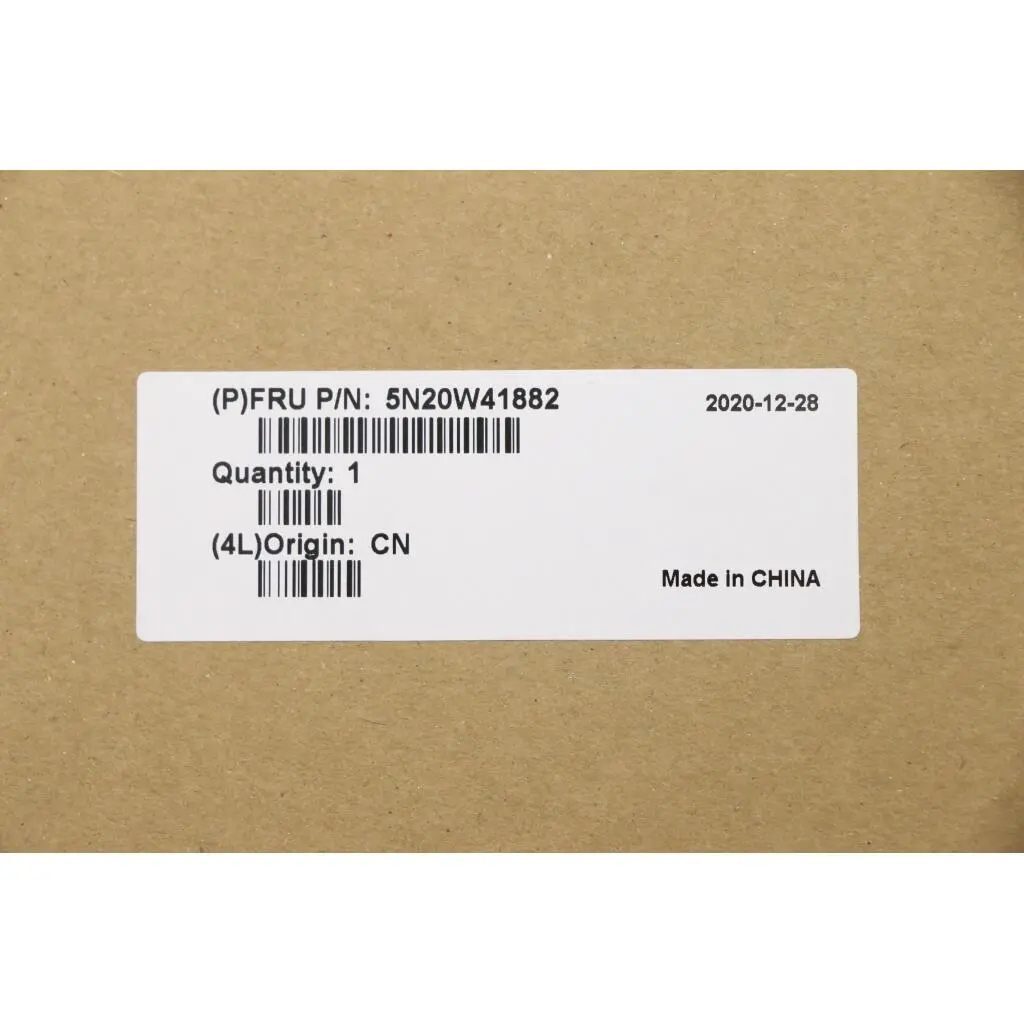 (P)FRU P/N: 5N20W41882
2020-12-28
Quantity: 1
(4L)Origin: CN
Made in CHINA